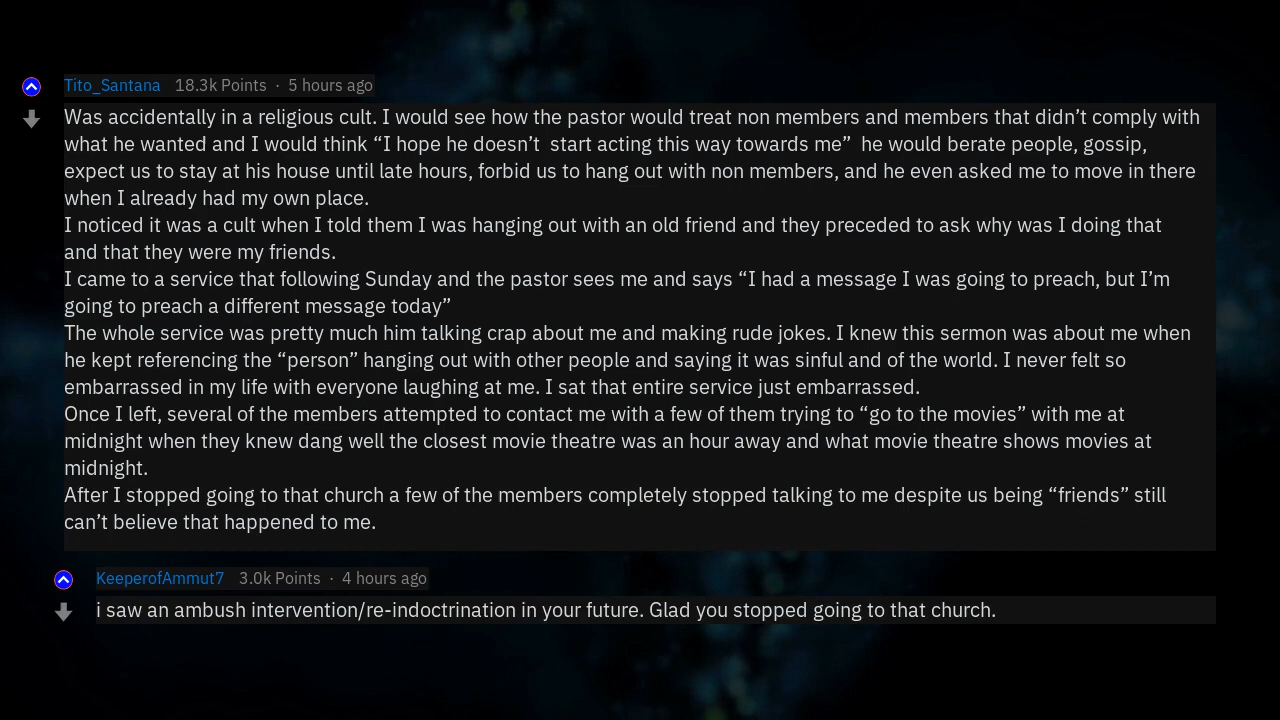 Tito_Santana 18.3k Points · 5 hours ago
Was accidentally in a religious cult. I would see how the pastor would treat non members and members that didn’t comply with
what he wanted and I would think “I hope he doesn’t  start acting this way towards me”  he would berate people, gossip,
expect us to stay at his house until late hours, forbid us to hang out with non members, and he even asked me to move in there
when I already had my own place.
I noticed it was a cult when I told them I was hanging out with an old friend and they preceded to ask why was I doing that
and that they were my friends.
I came to a service that following Sunday and the pastor sees me and says “I had a message I was going to preach, but I’m
going to preach a different message today”
The whole service was pretty much him talking crap about me and making rude jokes. I knew this sermon was about me when
he kept referencing the “person” hanging out with other people and saying it was sinful and of the world. I never felt so
embarrassed in my life with everyone laughing at me. I sat that entire service just embarrassed.
Once I left, several of the members attempted to contact me with a few of them trying to “go to the movies” with me at
midnight when they knew dang well the closest movie theatre was an hour away and what movie theatre shows movies at
midnight.
After I stopped going to that church a few of the members completely stopped talking to me despite us being “friends” still
can’t believe that happened to me.
KeeperofAmmut7 3.0k Points · 4 hours ago
i saw an ambush intervention/re-indoctrination in your future. Glad you stopped going to that church.